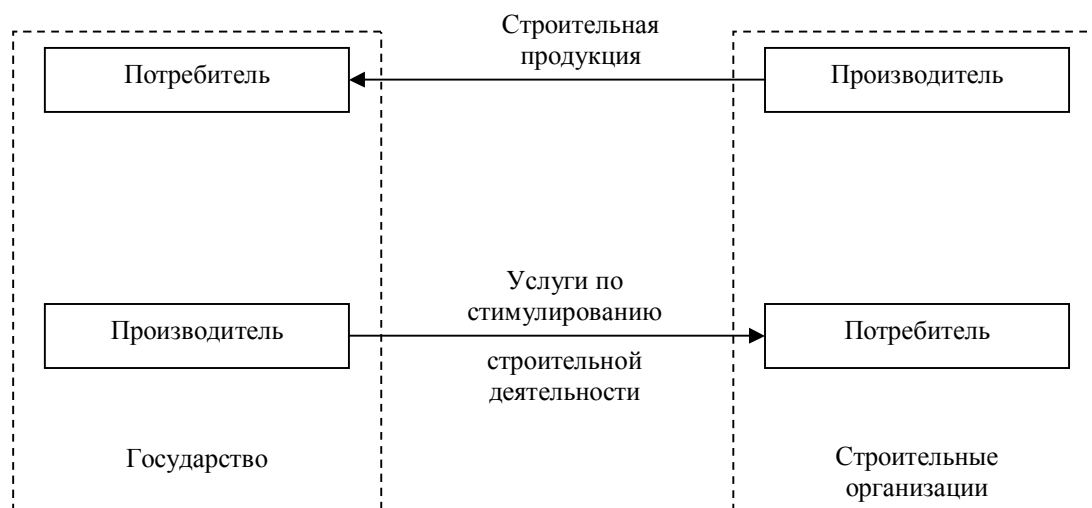 Строительная
продукция
Потребитель
Производитель
Услуги по
стимулированию
строительной
деятельности
Производитель
Потребитель
Государство
Строительные
организации